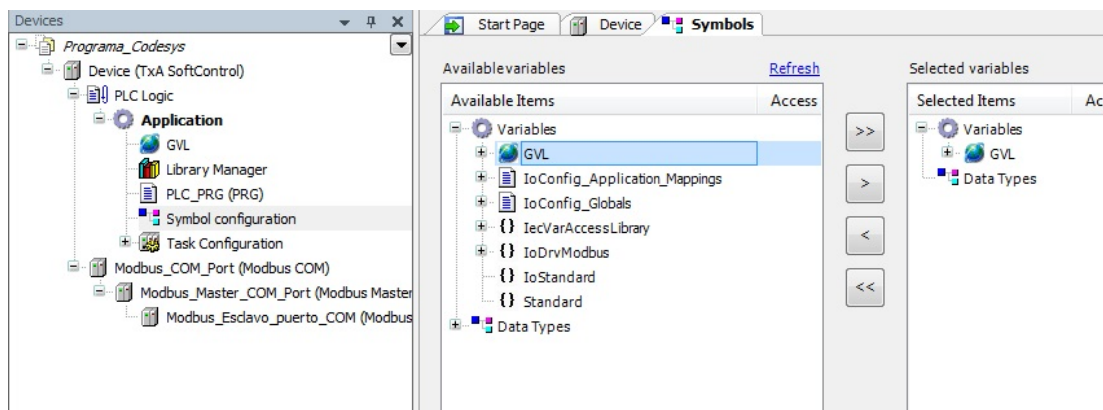 Devices
Programa_Codesys
Device (TxA SoftControl)
PLC Logic
Application
GVL
Library Manager
PLC_PRG (PRG)
Symbol configuration
Task Configuration
Modbus_COM_Port (Modbus COM)
Modbus_Master_COM_Port (Modbus Master
Modbus_Esclavo_puerto_COM (Modbus
Start Page Device Symbols
Availablevariables Refresh
Available Items Access
Variables
GVL
IoConfig_Application_Mappings
IoConfig_Globals
{} IecVarAccessLibrary
{} IoDrvModbus
{} IoStandard
{} Standard
Data Types
>>
>
<
<<
Selected variables
Selected Items Ac
Variables
GVL
Data Types